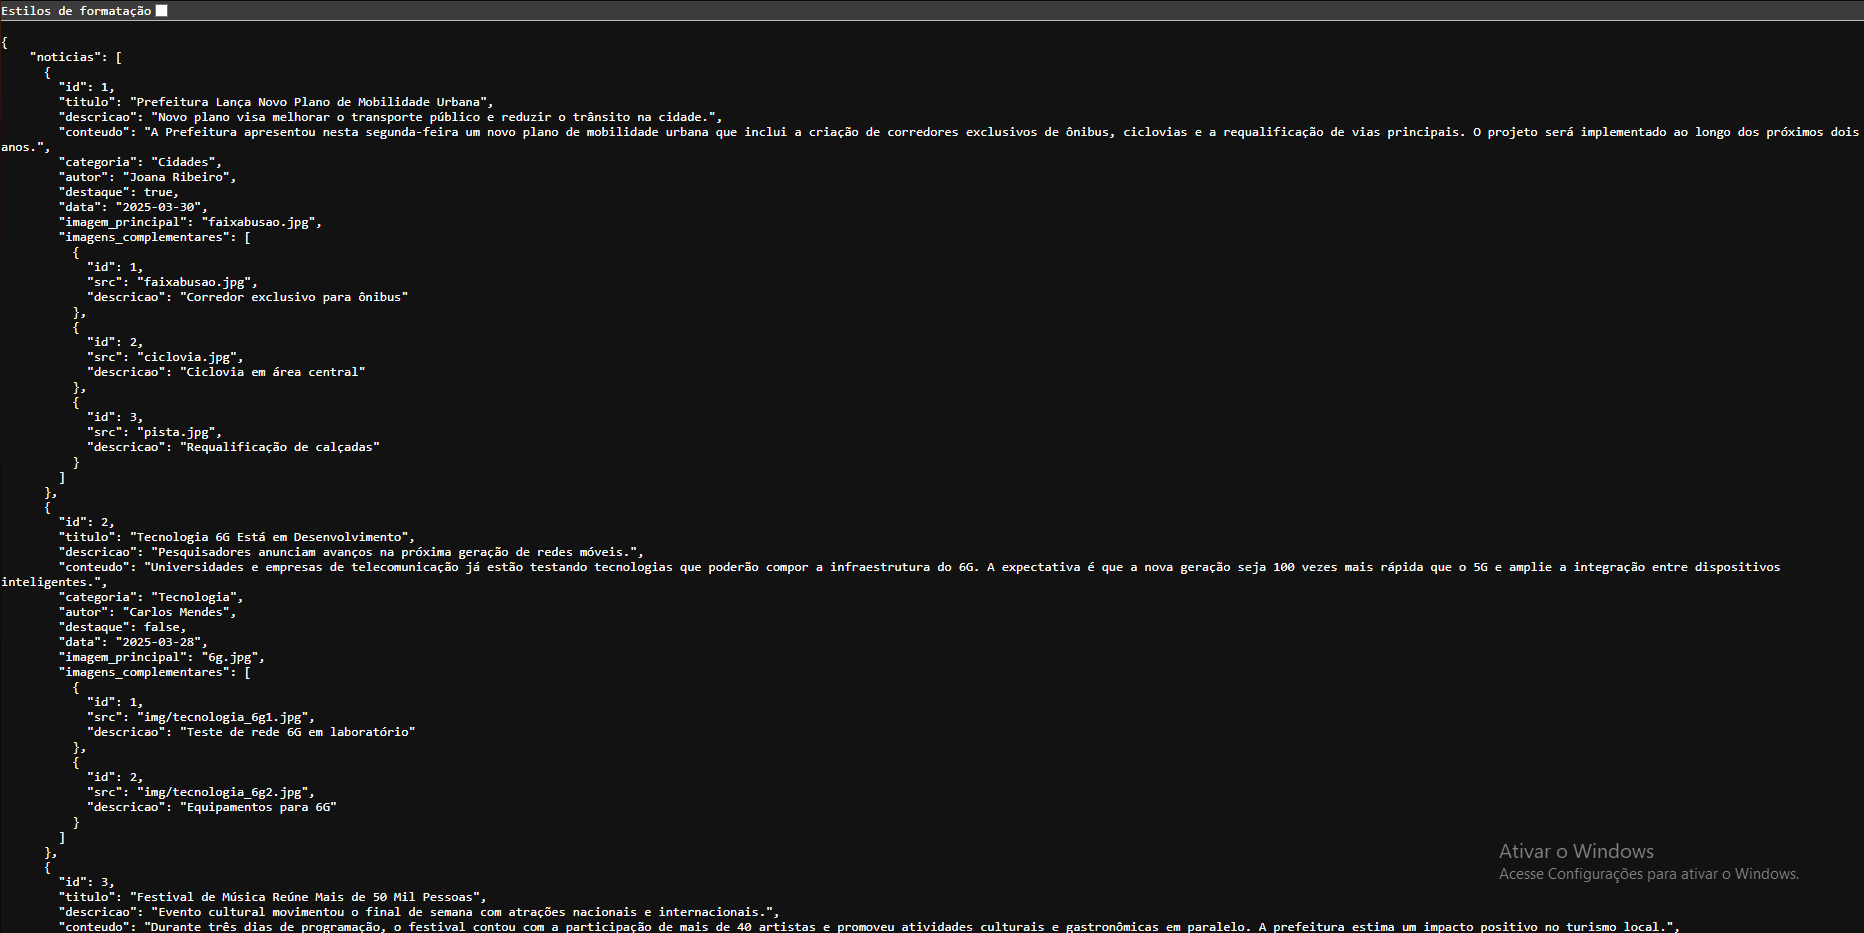 Estilos de formatação
{
    "noticias": [
      {
        "id": 1,
        "titulo": "Prefeitura Lança Novo Plano de Mobilidade Urbana",
        "descricao": "Novo plano visa melhorar o transporte público e reduzir o trânsito na cidade.",
        "conteudo": "A Prefeitura apresentou nesta segunda-feira um novo plano de mobilidade urbana que inclui a criação de corredores exclusivos de ônibus, ciclovias e a requalificação de vias principais. O projeto será implementado ao longo dos próximos dois
anos.",
        "categoria": "Cidades",
        "autor": "Joana Ribeiro",
        "destaque": true,
        "data": "2025-03-30",
        "imagem_principal": "faixabusao.jpg",
        "imagens_complementares": [
          {
            "id": 1,
            "src": "faixabusao.jpg",
            "descricao": "Corredor exclusivo para ônibus"
          },
          {
            "id": 2,
            "src": "ciclovia.jpg",
            "descricao": "Ciclovia em área central"
          },
          {
            "id": 3,
            "src": "pista.jpg",
            "descricao": "Requalificação de calçadas"
          }
        ]
      },
      {
        "id": 2,
        "titulo": "Tecnologia 6G Está em Desenvolvimento",
        "descricao": "Pesquisadores anunciam avanços na próxima geração de redes móveis.",
        "conteudo": "Universidades e empresas de telecomunicação já estão testando tecnologias que poderão compor a infraestrutura do 6G. A expectativa é que a nova geração seja 100 vezes mais rápida que o 5G e amplie a integração entre dispositivos
inteligentes.",
        "categoria": "Tecnologia",
        "autor": "Carlos Mendes",
        "destaque": false,
        "data": "2025-03-28",
        "imagem_principal": "6g.jpg",
        "imagens_complementares": [
          {
            "id": 1,
            "src": "img/tecnologia_6g1.jpg",
            "descricao": "Teste de rede 6G em laboratório"
          },
          {
            "id": 2,
            "src": "img/tecnologia_6g2.jpg",
            "descricao": "Equipamentos para 6G"
          }
        ]
      },
      {
        "id": 3,
        "titulo": "Festival de Música Reúne Mais de 50 Mil Pessoas",
        "descricao": "Evento cultural movimentou o final de semana com atrações nacionais e internacionais.",
        "conteudo": "Durante três dias de programação, o festival contou com a participação de mais de 40 artistas e promoveu atividades culturais e gastronômicas em paralelo. A prefeitura estima um impacto positivo no turismo local.",
Ativar o Windows
Acesse Configurações para ativar o Windows.